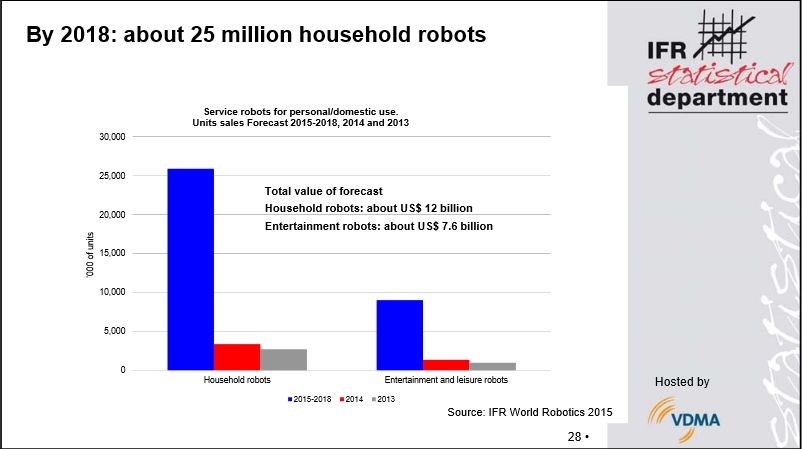 By 2018: about 25 million household robots
IFR
statistical
department
Service robots for personal/domestic use.
Units sales Forecast 2015-2018, 2014 and 2013
30,000
25,000
20,000
15,000
10,000
5,000
0
'000 of units
Total value of forecast
Household robots: about US$ 12 billion
Entertainment robots: about US$ 7.6 billion
Household robots
Entertainment and leisure robots
2015-2018
2014
2013
Source: IFR World Robotics 2015
28 •
statistical
Hosted by
VDMA